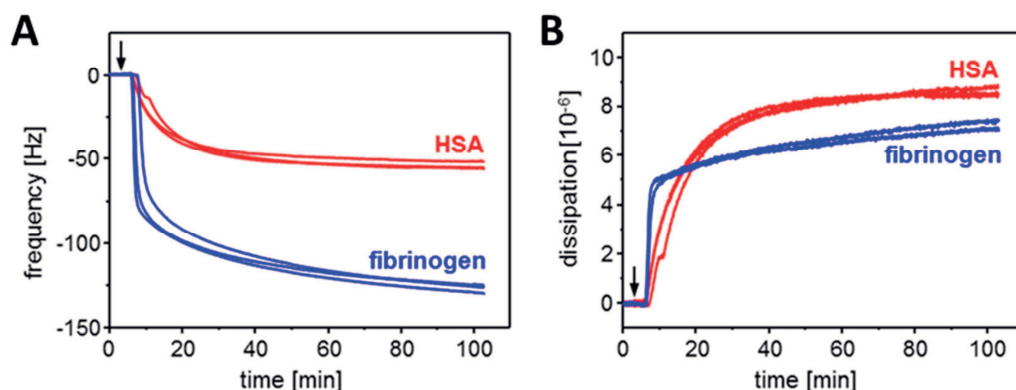 A
frequency [Hz]
0
-50
-100
-150
HSA
fibrinogen
0 20 40 60 80 100
time [min]
B
dissipation [10⁻⁶]
10
8
6
4
2
0
HSA
fibrinogen
0 20 40 60 80 100
time [min]